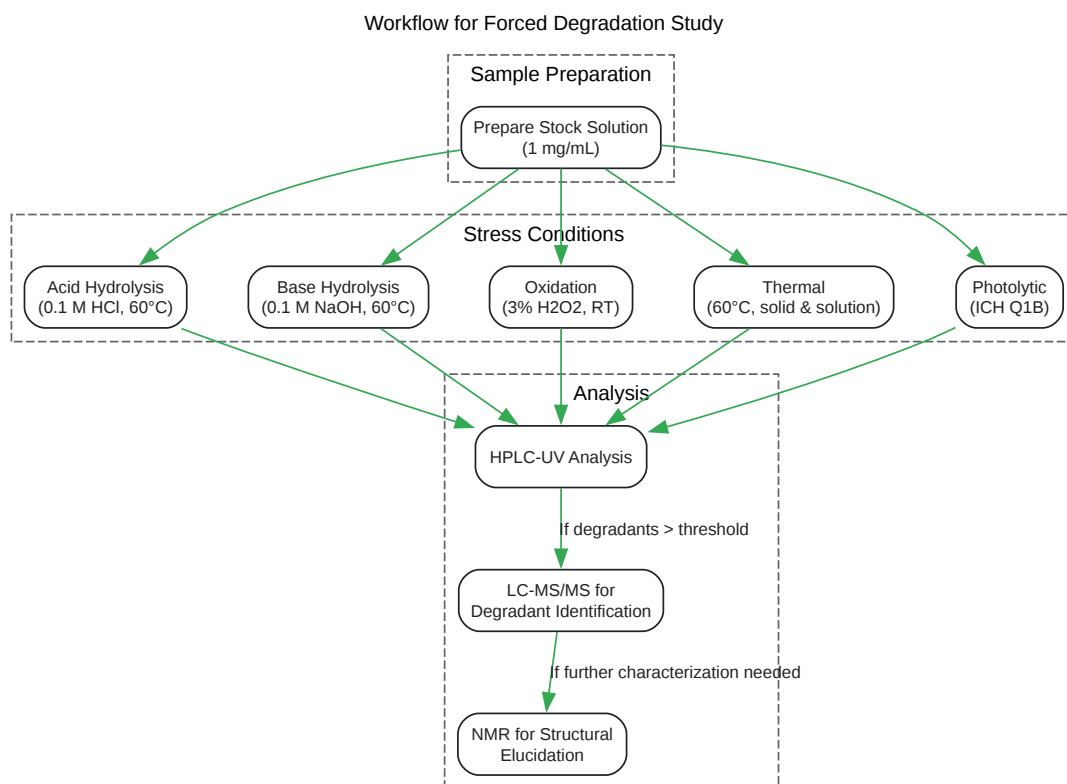 Workflow for Forced Degradation Study
Sample Preparation
Prepare Stock Solution
(1 mg/mL)
Stress Conditions
Acid Hydrolysis
(0.1 M HCl, 60°C)
Base Hydrolysis
(0.1 M NaOH, 60°C)
Oxidation
(3% H2O2, RT)
Thermal
(60°C, solid & solution)
Photolytic
(ICH Q1B)
Analysis
HPLC-UV Analysis
If degradants > threshold
LC-MS/MS for
Degradant Identification
If further characterization needed
NMR for Structural
Elucidation